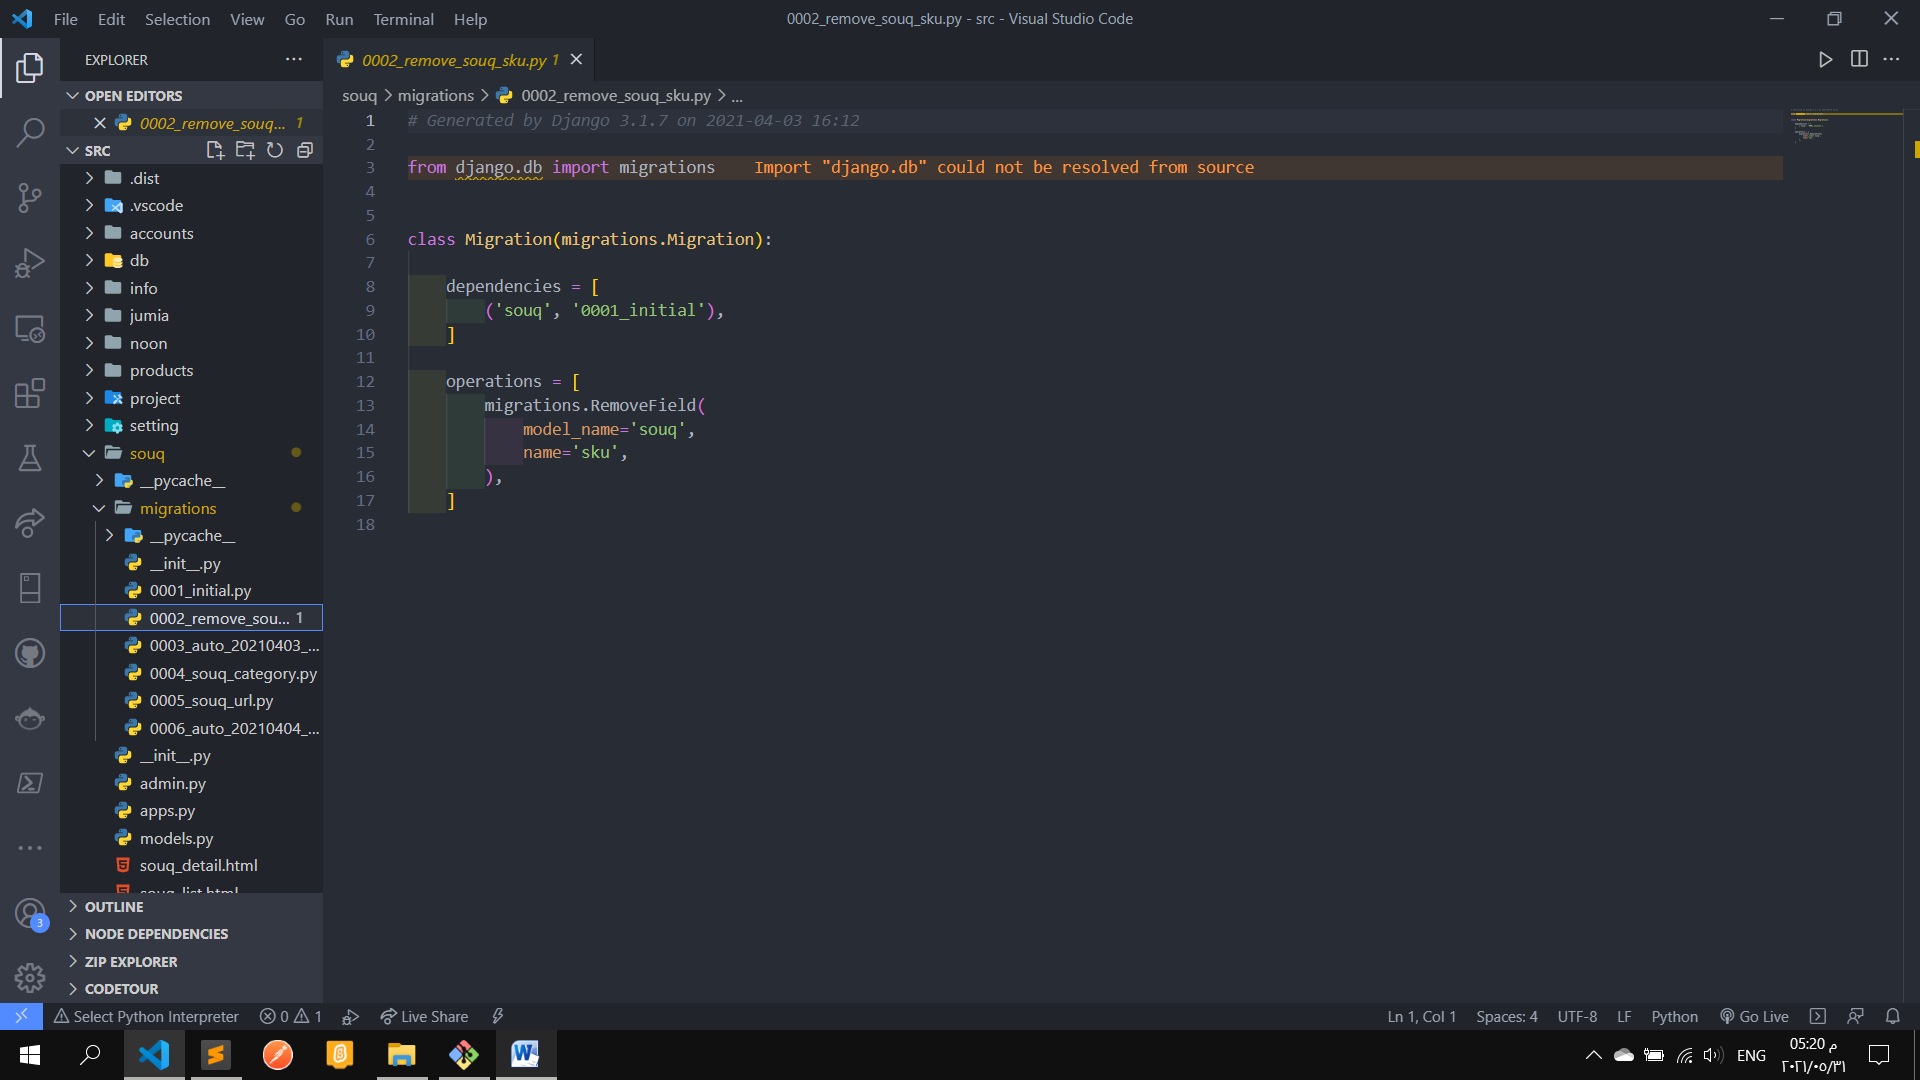 File Edit Selection View Go Run Terminal Help
0002_remove_souq_sku.py - src - Visual Studio Code
EXPLORER
OPEN EDITORS
0002_remove_souq... 1
SRC
.dist
.vscode
accounts
db
info
jumia
noon
products
project
setting
souq
__pycache__
migrations
__pycache__
__init__.py
0001_initial.py
0002_remove_sou... 1
0003_auto_20210403_...
0004_souq_category.py
0005_souq_url.py
0006_auto_20210404_...
__init__.py
admin.py
apps.py
models.py
souq_detail.html
souq_list.html
OUTLINE
NODE DEPENDENCIES
ZIP EXPLORER
CODETOUR
3
0002_remove_souq_sku.py 1
souq > migrations > 0002_remove_souq_sku.py > ...
1 # Generated by Django 3.1.7 on 2021-04-03 16:12
2
3 from django.db import migrations Import "django.db" could not be resolved from source
4
5
6 class Migration(migrations.Migration):
7
8 dependencies = [
9 ('souq', '0001_initial'),
10 ]
11
12 operations = [
13 migrations.RemoveField(
14 model_name='souq',
15 name='sku',
16 ),
17 ]
18
Select Python Interpreter 0 1 Live Share
Ln 1, Col 1 Spaces: 4 UTF-8 LF Python Go Live
ENG
05:20 م
٢٠٢١/٠٥/٣١